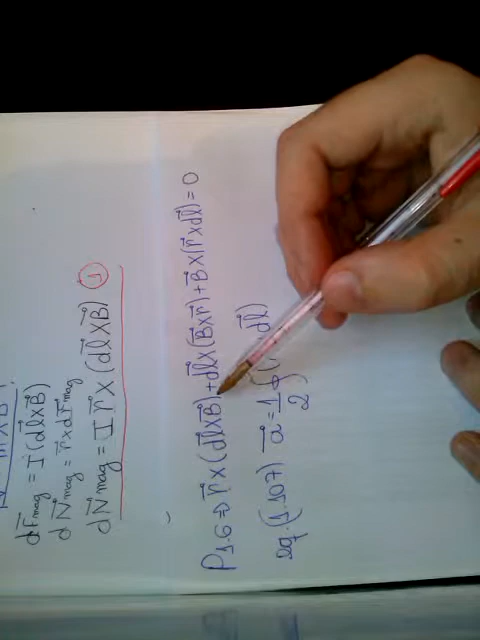 dF⃗mag = I(dl⃗ x B⃗)
dN⃗mag = r⃗ x dF⃗mag
dN⃗mag = I r⃗ x (dl⃗ x B⃗) ①
P1.6 ⇒ r⃗ x (dl⃗ x B⃗) + dl⃗ x (B⃗ x r⃗) + B⃗ x (r⃗ x dl⃗) = 0
eq. (1.107) a⃗ = 1/2 ∮ ( dl⃗)